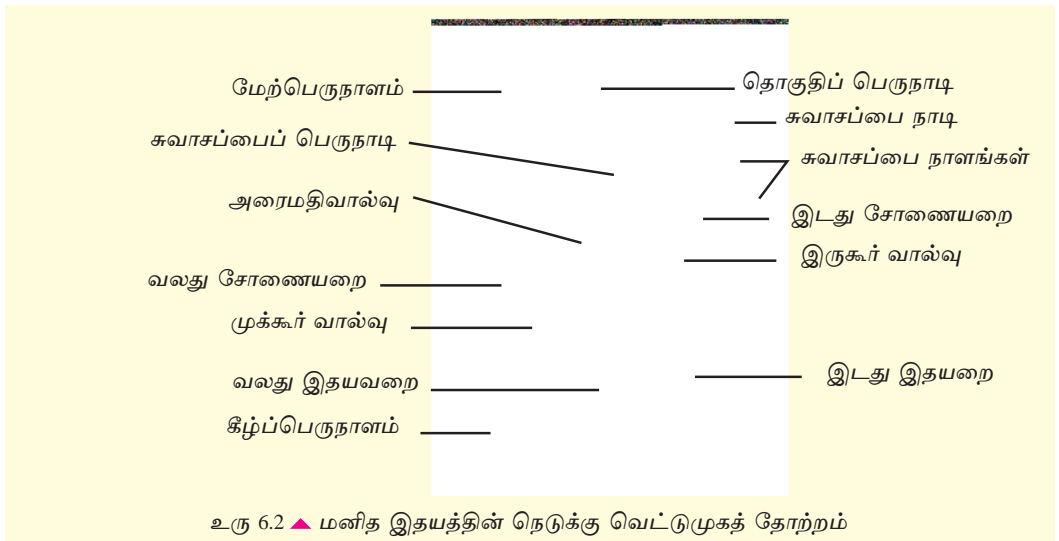 மேற்பெருநாளம்
சுவாசப்பைப் பெருநாடி
அரைமதிவால்வு
வலது சோணையறை
முக்கூர் வால்வு
வலது இதயவறை
கீழ்ப்பெருநாளம்
தொகுதிப் பெருநாடி
சுவாசப்பை நாடி
சுவாசப்பை நாளங்கள்
இடது சோணையறை
இருகூர் வால்வு
இடது இதயறை
உரு 6.2 ▲ மனித இதயத்தின் நெடுக்கு வெட்டுமுகத் தோற்றம்